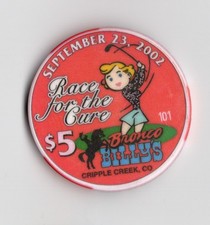 SEPTEMBER 23, 2002
Race
for the
Cure
101
$5
Bronco
BILLY'S
CRIPPLE CREEK, CO